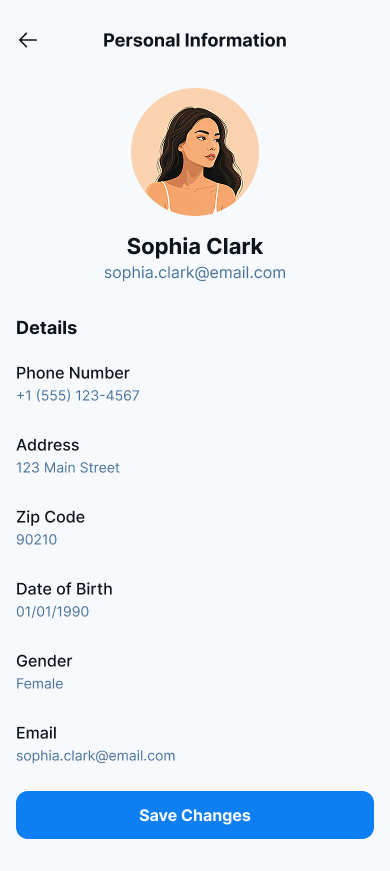 Personal Information
Sophia Clark
sophia.clark@email.com
Details
Phone Number
+1 (555) 123-4567
Address
123 Main Street
Zip Code
90210
Date of Birth
01/01/1990
Gender
Female
Email
sophia.clark@email.com
Save Changes